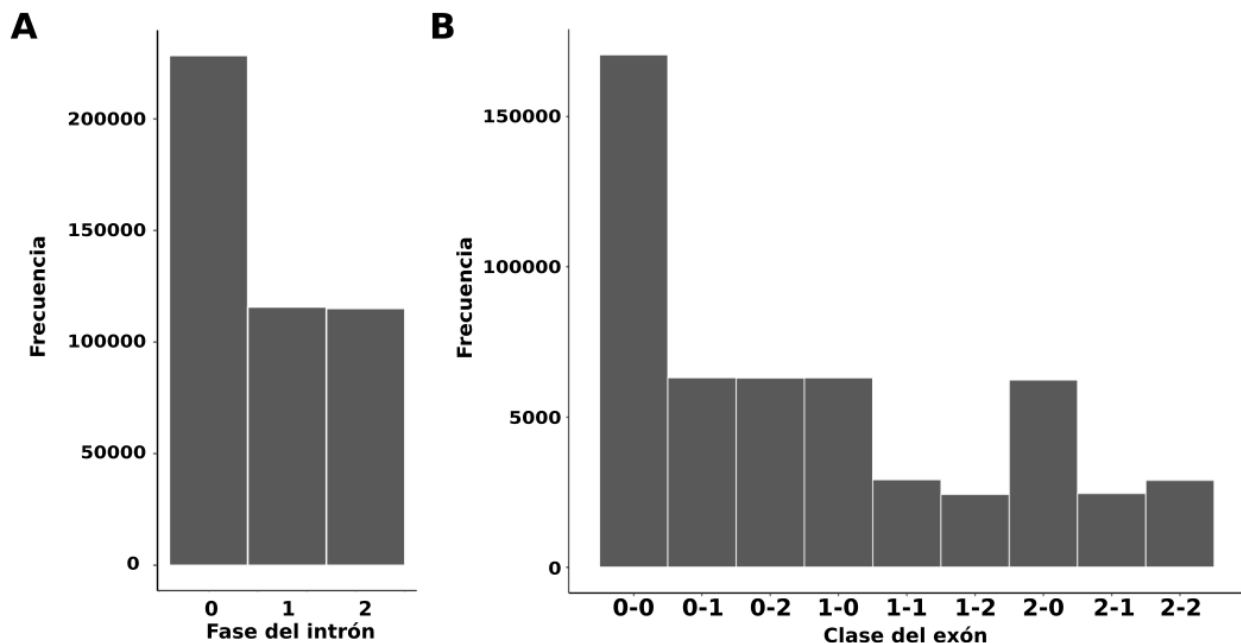 A
B
Frecuencia
200000
150000
100000
50000
0
0 1 2
Fase del intrón
Frecuencia
150000
100000
5000
0
0-0 0-1 0-2 1-0 1-1 1-2 2-0 2-1 2-2
Clase del exón